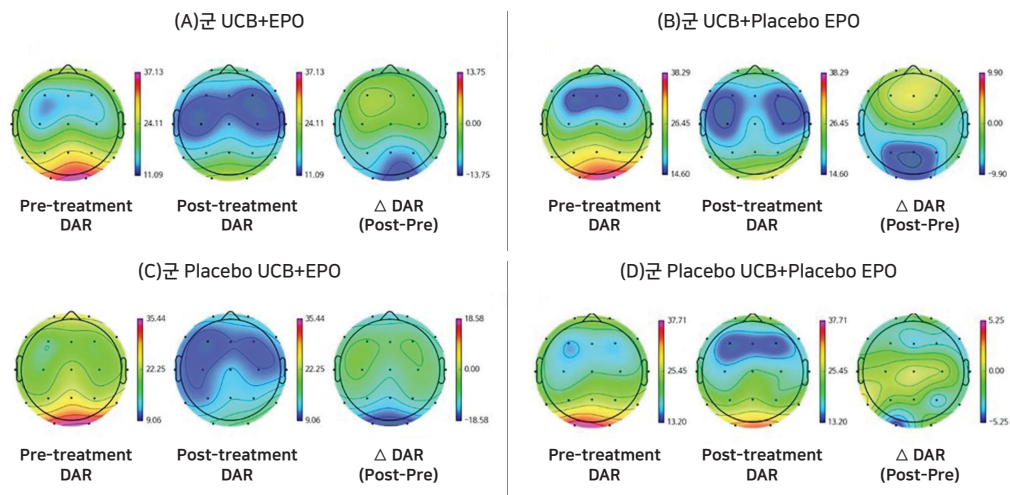 (A)군 UCB+EPO
37.13
24.11
11.09
37.13
24.11
11.09
13.75
0.00
−13.75
Pre-treatment
DAR
Post-treatment
DAR
△ DAR
(Post-Pre)
(B)군 UCB+Placebo EPO
38.29
26.45
14.60
38.29
26.45
14.60
9.90
0.00
−9.90
Pre-treatment
DAR
Post-treatment
DAR
△ DAR
(Post-Pre)
(C)군 Placebo UCB+EPO
35.44
22.25
9.06
35.44
22.25
9.06
18.58
0.00
−18.58
Pre-treatment
DAR
Post-treatment
DAR
△ DAR
(Post-Pre)
(D)군 Placebo UCB+Placebo EPO
37.71
25.45
13.20
37.71
25.45
13.20
5.25
0.00
−5.25
Pre-treatment
DAR
Post-treatment
DAR
△ DAR
(Post-Pre)